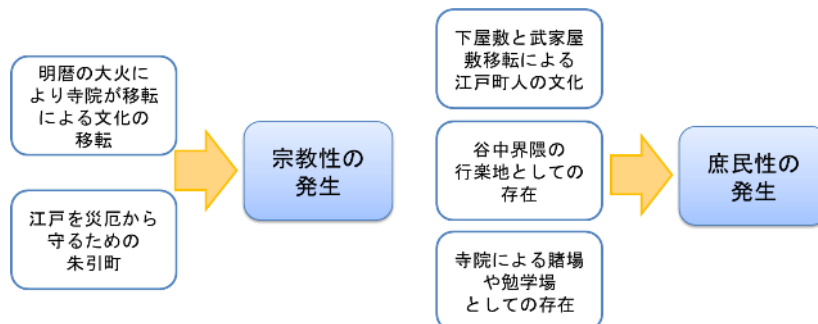 明暦の大火に
より寺院が移転
による文化の
移転
江戸を災厄から
守るための
朱引町
宗教性の
発生
下屋敷と武家屋
敷移転による
江戸町人の文化
谷中界隈の
行楽地としての
存在
寺院による賭場
や勉学場
としての存在
庶民性の
発生